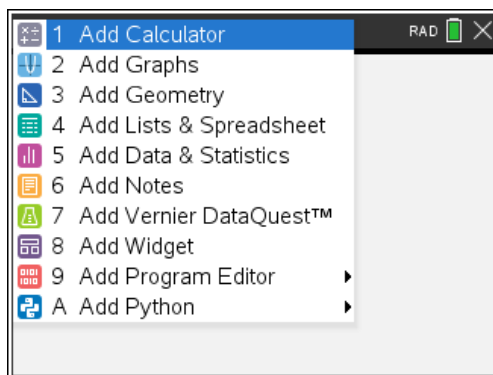 1 Add Calculator RAD
2 Add Graphs
3 Add Geometry
4 Add Lists & Spreadsheet
5 Add Data & Statistics
6 Add Notes
7 Add Vernier DataQuest™
8 Add Widget
9 Add Program Editor
A Add Python